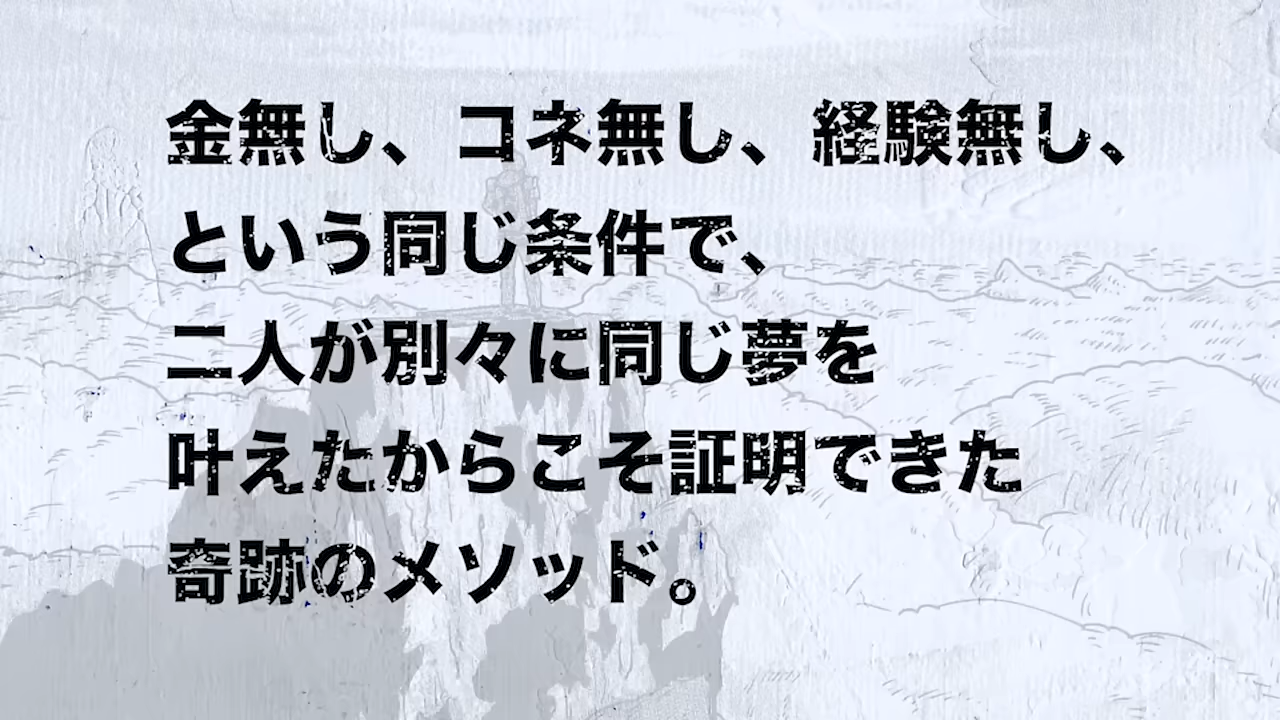 金無し、コネ無し、経験無し、
という同じ条件で、
二人が別々に同じ夢を
叶えたからこそ証明できた
奇跡のメソッド。